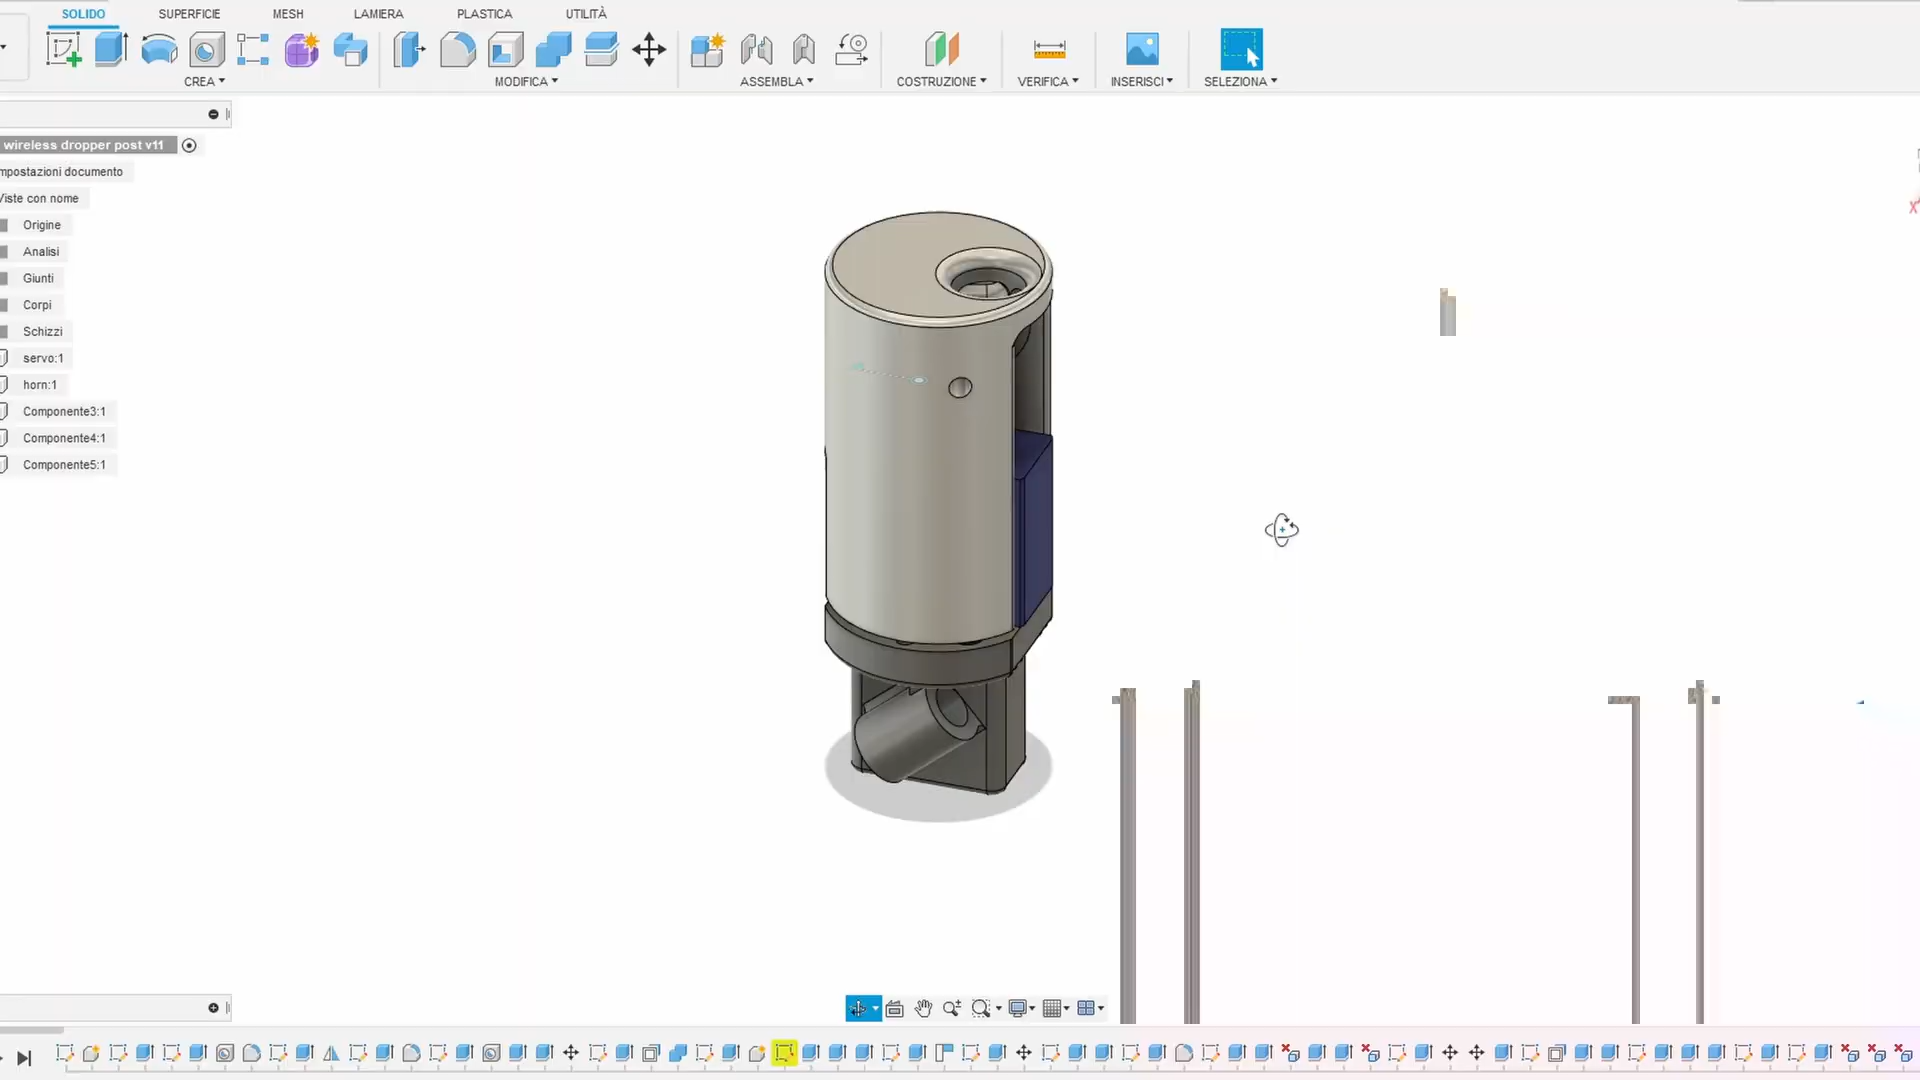 SOLIDO SUPERFICIE MESH LAMIERA PLASTICA UTILITÀ
CREA MODIFICA ASSEMBLA COSTRUZIONE VERIFICA INSERISCI SELEZIONA
wireless dropper post v11
mpostazioni documento
Viste con nome
Origine
Analisi
Giunti
Corpi
Schizzi
servo:1
horn:1
Componente3:1
Componente4:1
Componente5:1
X